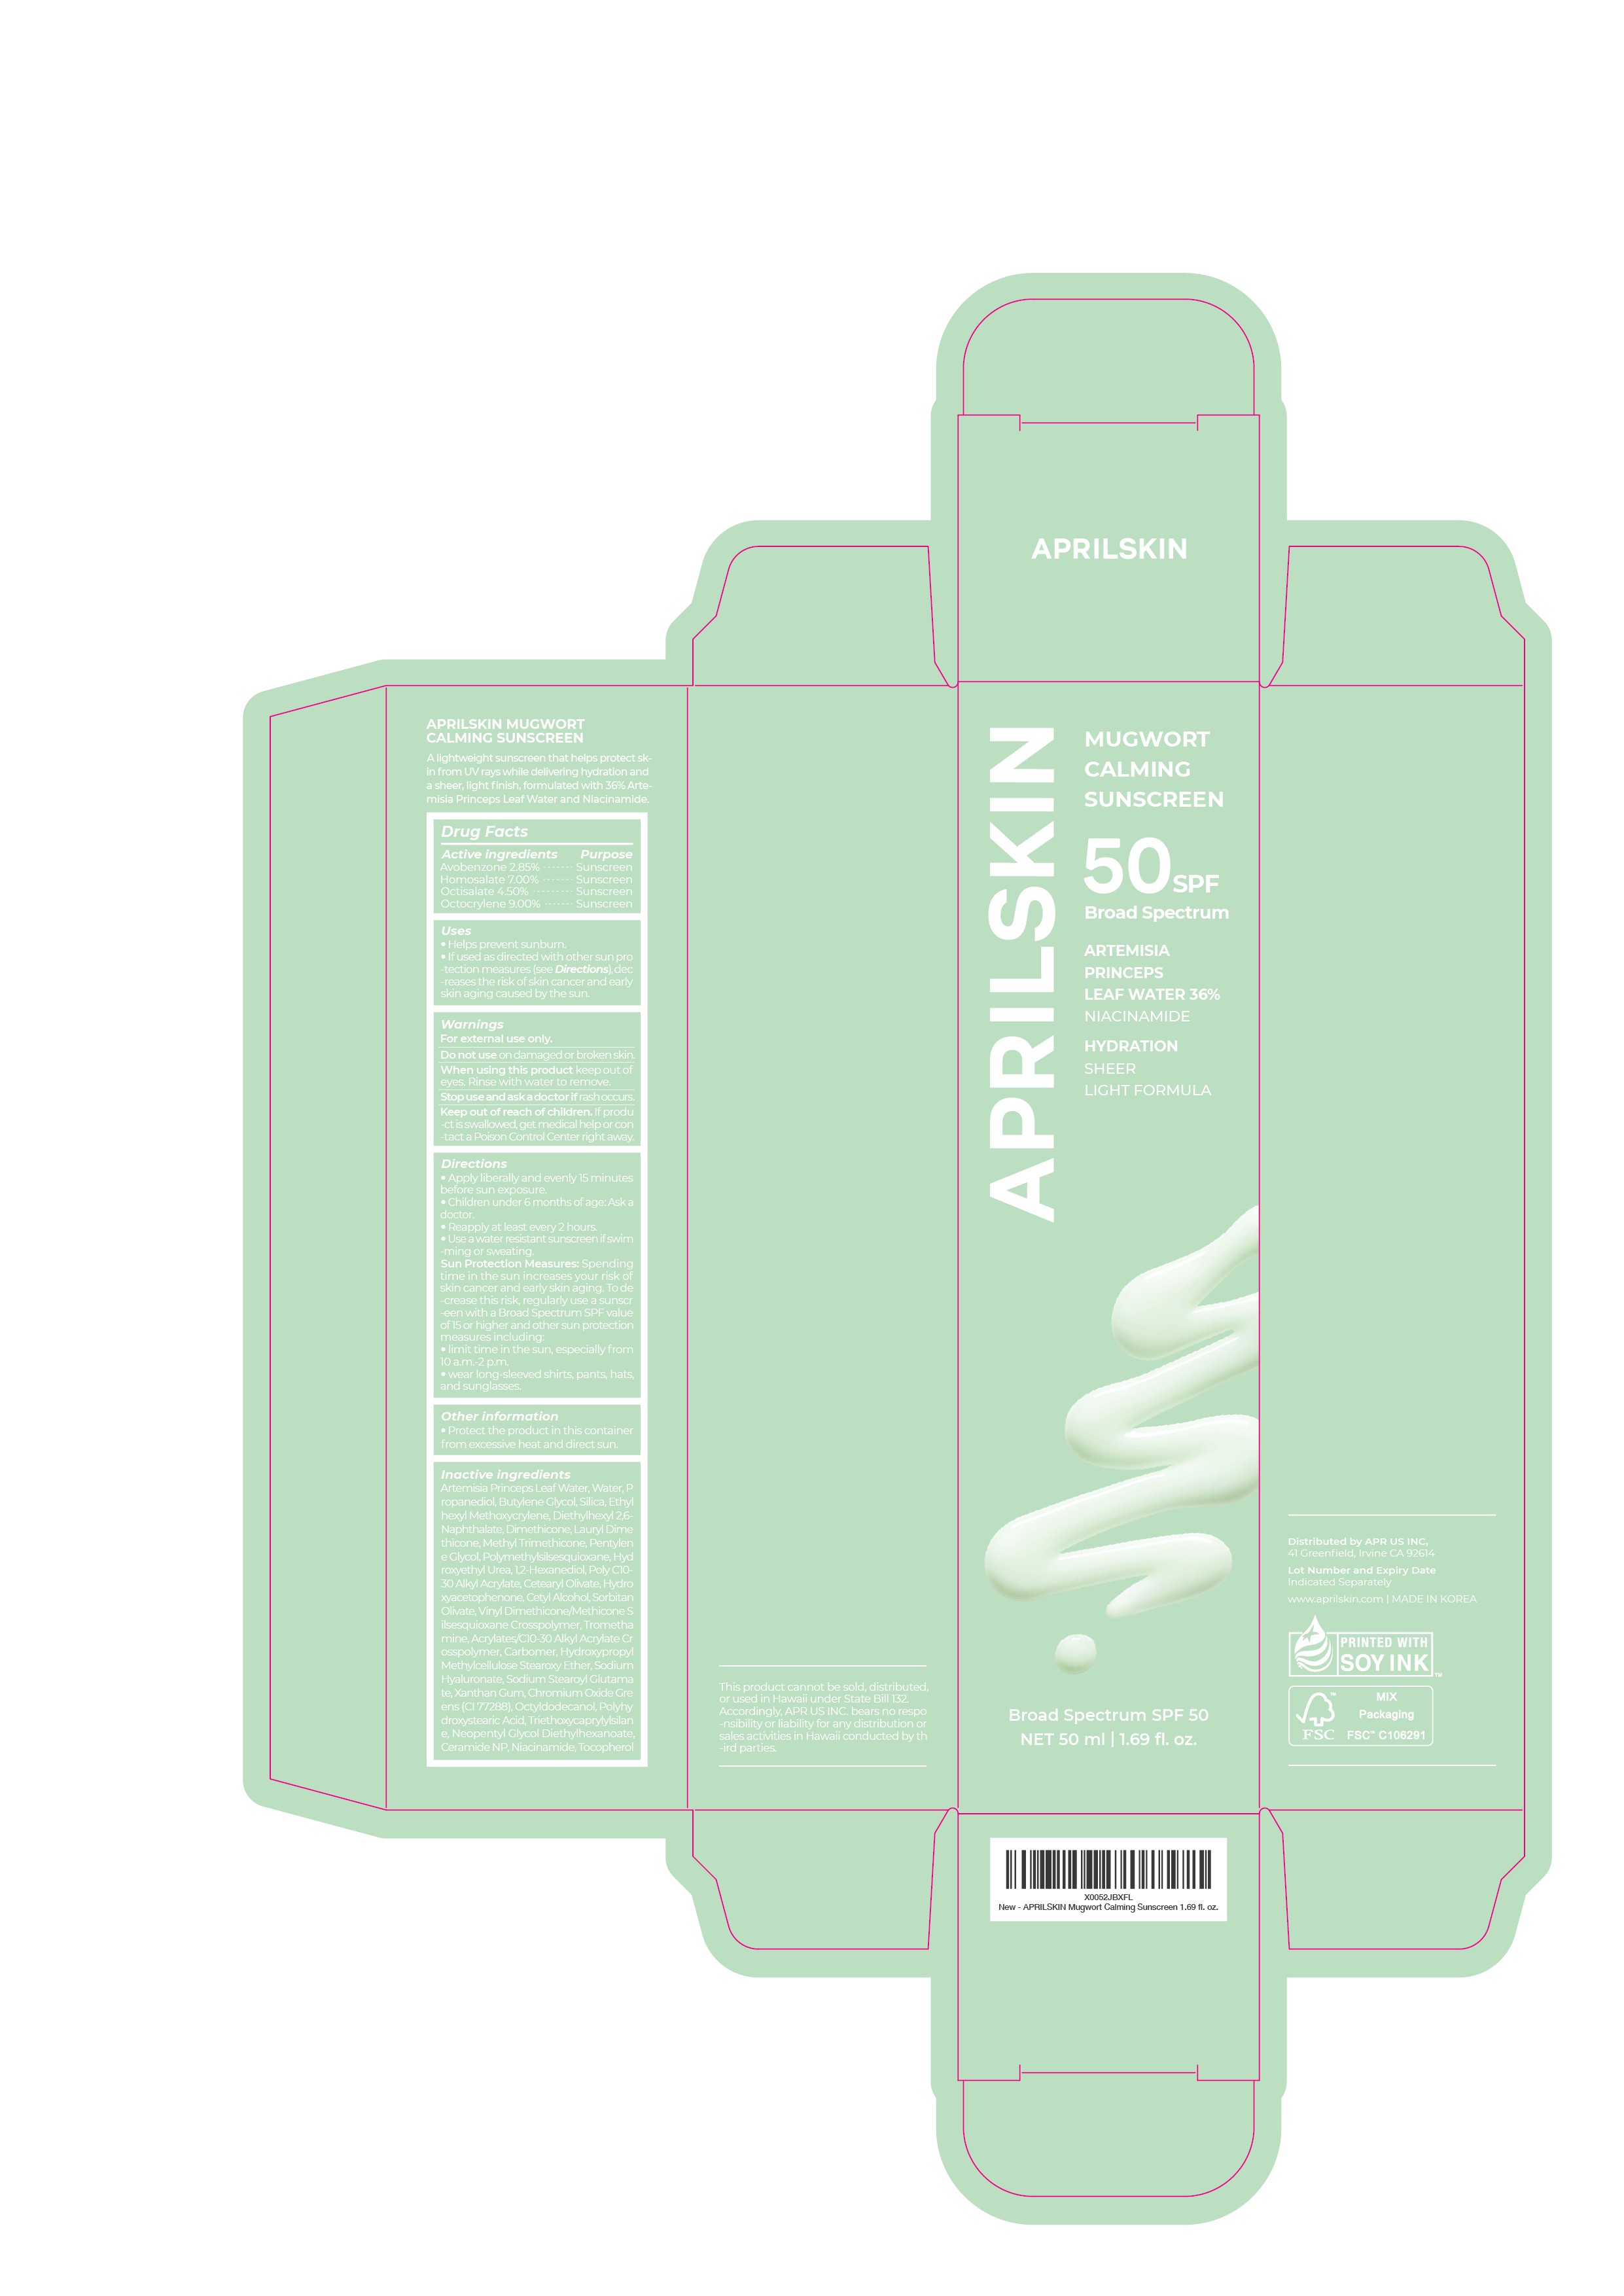 APRILSKIN
APRILSKIN MUGWORT
CALMING SUNSCREEN
A lightweight sunscreen that helps protect sk-
in from UV rays while delivering hydration and
a sheer, light finish, formulated with 36% Arte-
misia Princeps Leaf Water and Niacinamide.
Drug Facts
Active ingredients Purpose
Avobenzone 2.85% ------ Sunscreen
Homosalate 7.00% ------ Sunscreen
Octisalate 4.50% -------- Sunscreen
Octocrylene 9.00% ------ Sunscreen
Uses
• Helps prevent sunburn.
• If used as directed with other sun pro
-tection measures (see Directions), dec
-reases the risk of skin cancer and early
skin aging caused by the sun.
Warnings
For external use only.
Do not use on damaged or broken skin.
When using this product keep out of
eyes. Rinse with water to remove.
Stop use and ask a doctor if rash occurs.
Keep out of reach of children. If produ
-ct is swallowed, get medical help or con
-tact a Poison Control Center right away.
Directions
• Apply liberally and evenly 15 minutes
before sun exposure.
• Children under 6 months of age: Ask a
doctor.
• Reapply at least every 2 hours.
• Use a water resistant sunscreen if swim
-ming or sweating.
Sun Protection Measures: Spending
time in the sun increases your risk of
skin cancer and early skin aging. To de
-crease this risk, regularly use a sunscr
-een with a Broad Spectrum SPF value
of 15 or higher and other sun protection
measures including:
• limit time in the sun, especially from
10 a.m.-2 p.m.
• wear long-sleeved shirts, pants, hats,
and sunglasses.
Other information
• Protect the product in this container
from excessive heat and direct sun.
Inactive ingredients
Artemisia Princeps Leaf Water, Water, P
ropanediol, Butylene Glycol, Silica, Ethyl
hexyl Methoxycrylene, Diethylhexyl 2,6-
Naphthalate, Dimethicone, Lauryl Dime
thicone, Methyl Trimethicone, Pentylen
e Glycol, Polymethylsilsesquioxane, Hyd
roxyethyl Urea, 1,2-Hexanediol, Poly C10-
30 Alkyl Acrylate, Cetearyl Olivate, Hydro
xyacetophenone, Cetyl Alcohol, Sorbitan
Olivate, Vinyl Dimethicone/Methicone S
ilsesquioxane Crosspolymer, Trometha
mine, Acrylates/C10-30 Alkyl Acrylate Cr
osspolymer, Carbomer, Hydroxypropyl
Methylcellulose Stearoxy Ether, Sodium
Hyaluronate, Sodium Stearoyl Glutama
te, Xanthan Gum, Chromium Oxide Gre
ens (CI 77288), Octyldodecanol, Polyhy
droxystearic Acid, Triethoxycaprylylsilan
e, Neopentyl Glycol Diethylhexanoate,
Ceramide NP, Niacinamide, Tocopherol
This product cannot be sold, distributed,
or used in Hawaii under State Bill 132.
Accordingly, APR US INC. bears no respo
-nsibility or liability for any distribution or
sales activities in Hawaii conducted by th
-ird parties.
APRILSKIN
MUGWORT
CALMING
SUNSCREEN
50 SPF
Broad Spectrum
ARTEMISIA
PRINCEPS
LEAF WATER 36%
NIACINAMIDE
HYDRATION
SHEER
LIGHT FORMULA
Broad Spectrum SPF 50
NET 50 ml | 1.69 fl. oz.
Distributed by APR US INC,
41 Greenfield, Irvine CA 92614
Lot Number and Expiry Date
Indicated Separately
www.aprilskin.com | MADE IN KOREA
PRINTED WITH
SOY INK™
FSC™
MIX
Packaging
FSC™ C106291
X0052JBXFL
New - APRILSKIN Mugwort Calming Sunscreen 1.69 fl. oz.